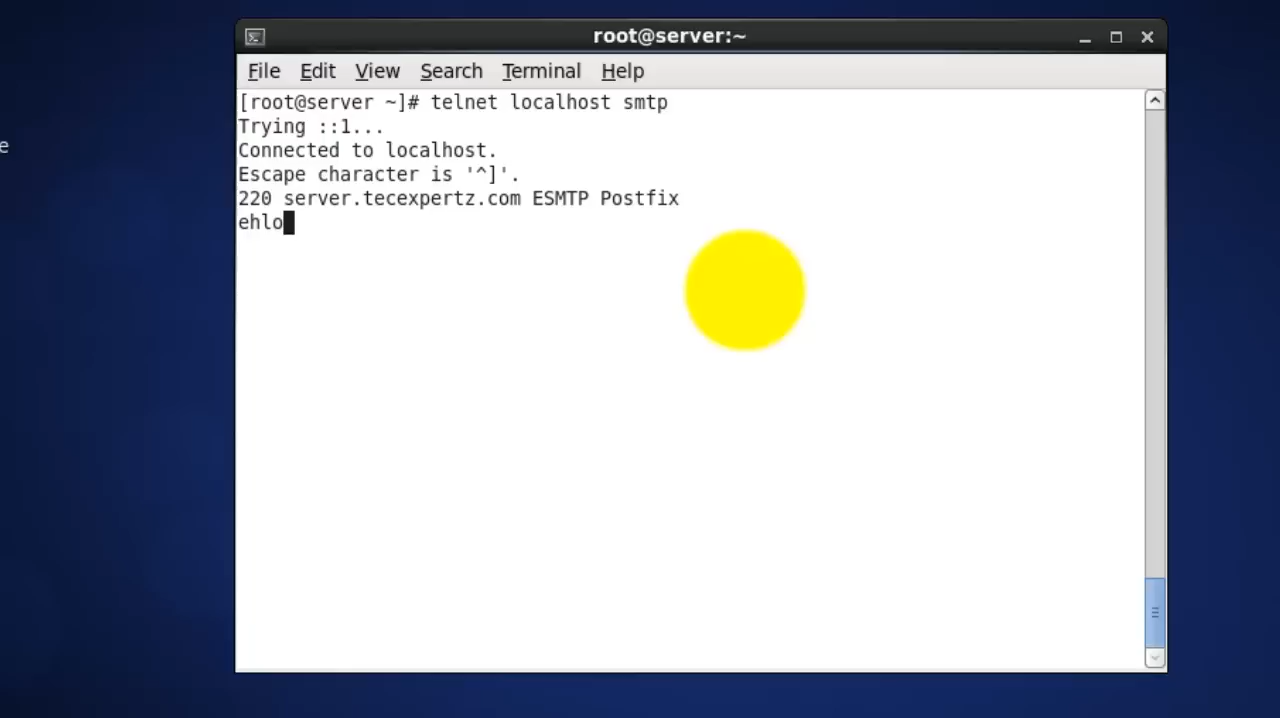 root@server:~
File Edit View Search Terminal Help
[root@server ~]# telnet localhost smtp
Trying ::1...
Connected to localhost.
Escape character is '^]'.
220 server.tecexpertz.com ESMTP Postfix
ehlo
e